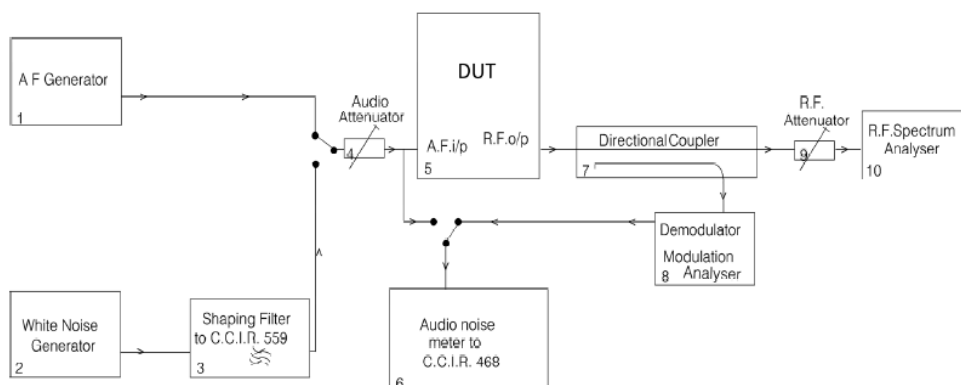 A F Generator
1
Audio
Attenuator
4
DUT
A.F.i/p
R.F.o/p
5
Directional Coupler
7
R.F.
Attenuator
9
R.F.Spectrum
Analyser
10
Demodulator
Modulation
Analyser
8
White Noise
Generator
2
Shaping Filter
to C.C.I.R. 559
3
Audio noise
meter to
C.C.I.R. 468
6